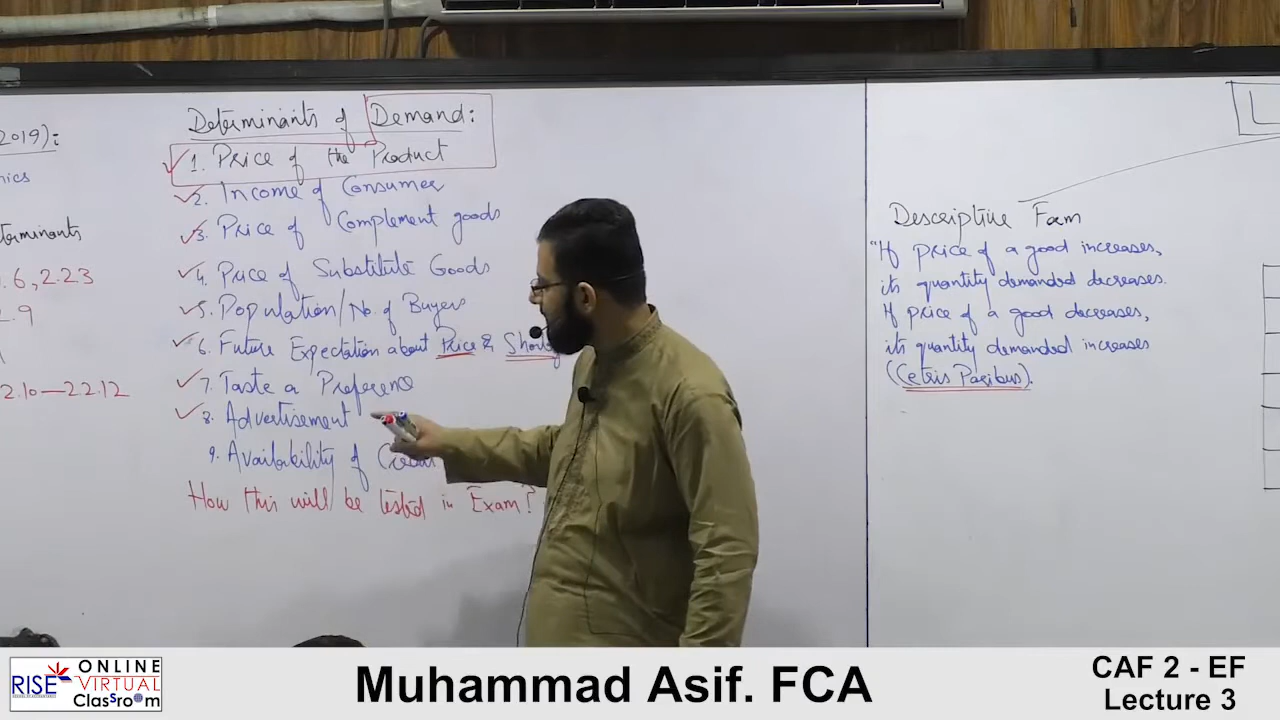 2019):
mics
terminants
.6, 2.23
2.9
2.10—2.12
Determinants of Demand:
1. Price of the Product
2. Income of Consumer
3. Price of Complement goods
4. Price of Substitute Goods
5. Population/No. of Buyers
6. Future Expectation about Price &
7. Taste a Preference
8. Advertisement
9. Availability of
How this will be tested in Exam?
Descriptive Form
"If price of a good increases,
its quantity demanded decreases.
If price of a good decreases,
its quantity demanded increases
(Cetris Paribus).
RISE
ONLINE
VIRTUAL
Classroom
Muhammad Asif. FCA
CAF 2 - EF
Lecture 3